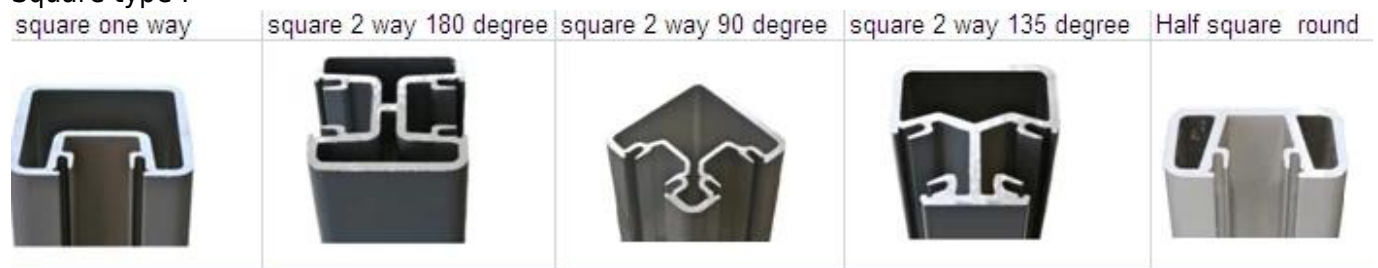 square one way
square 2 way 180 degree
square 2 way 90 degree
square 2 way 135 degree
Half square round